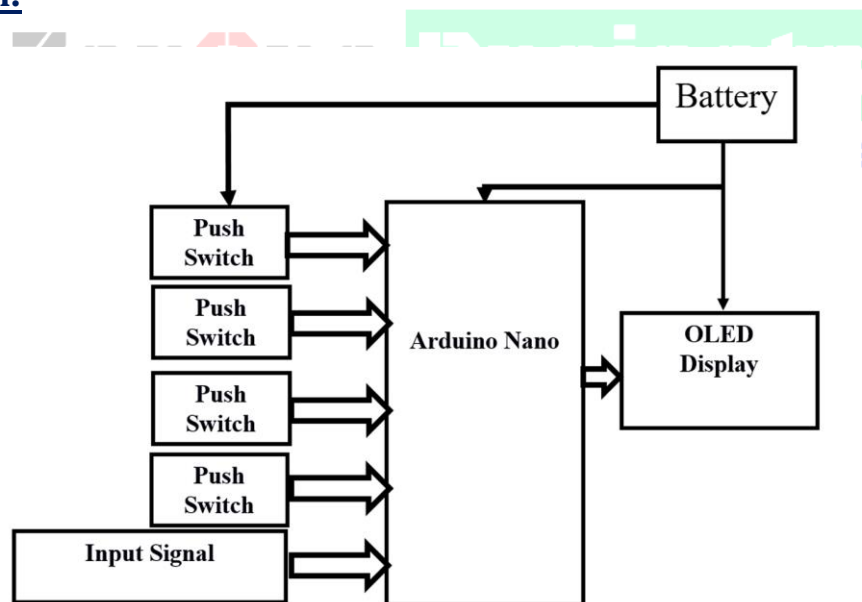 Battery
Push
Switch
Push
Switch
Push
Switch
Push
Switch
Input Signal
Arduino Nano
OLED
Display